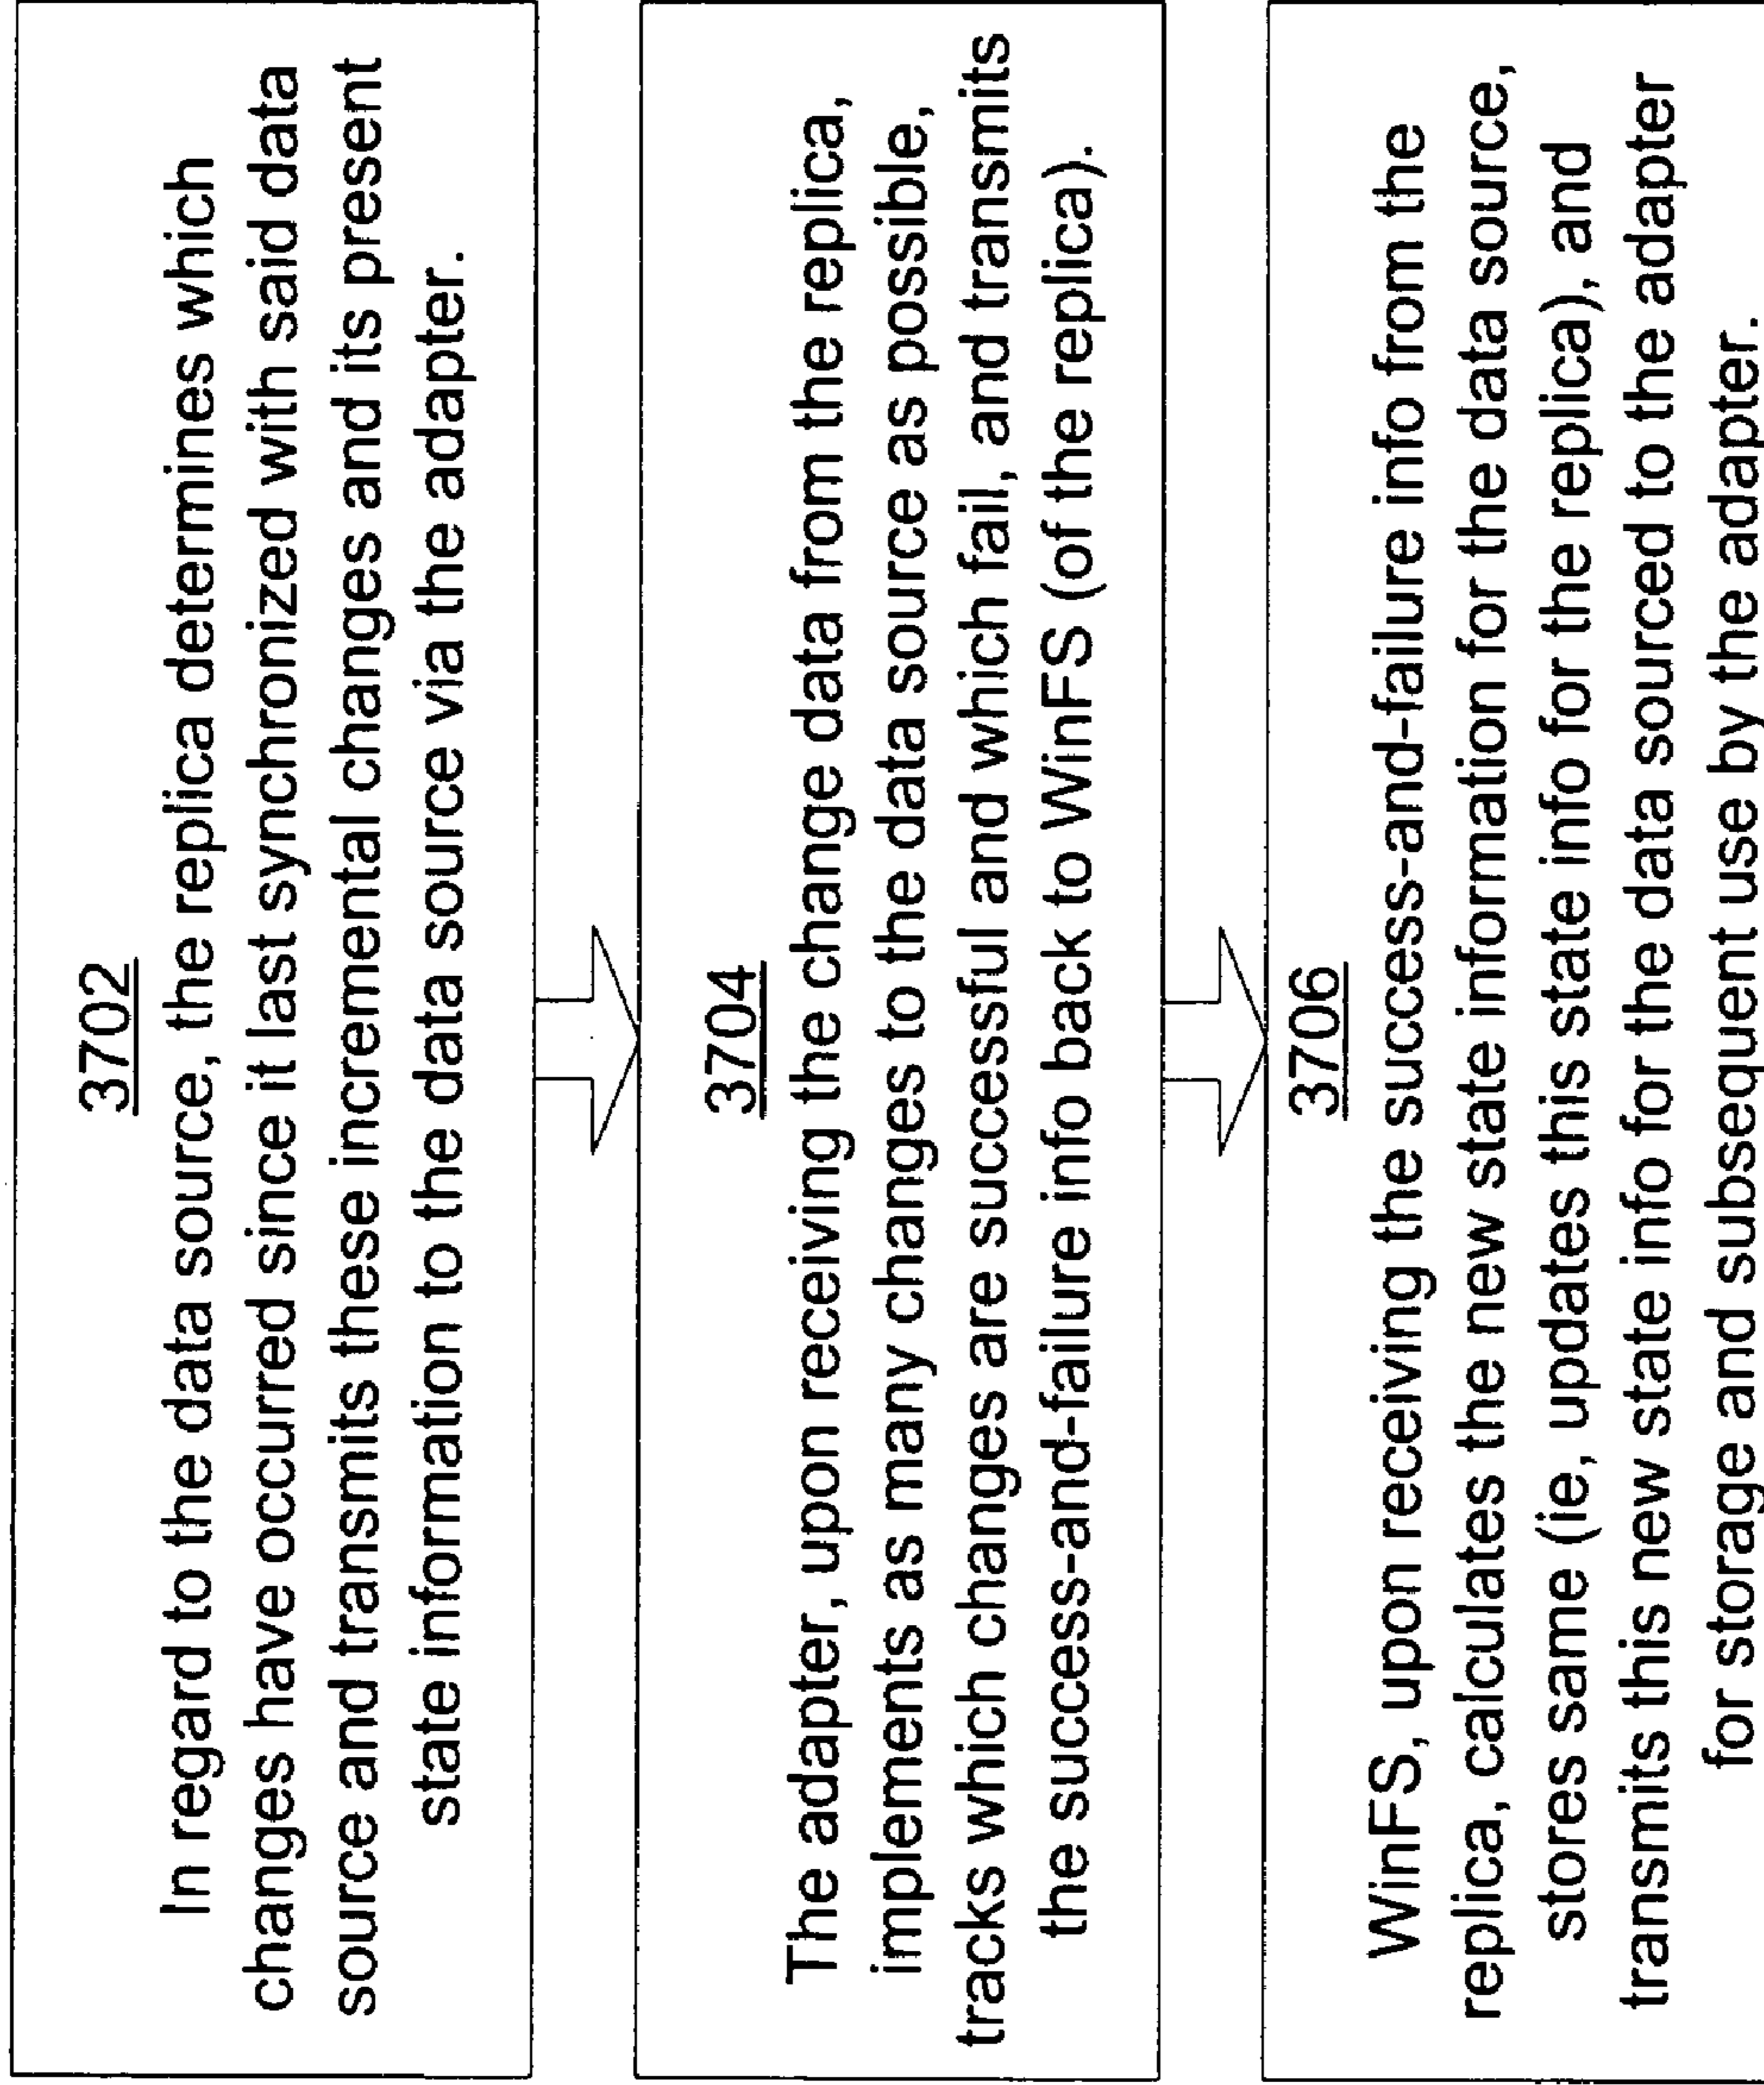 3702
In regard to the data source, the replica determines which
changes have occurred since it last synchronized with said data
source and transmits these incremental changes and its present
state information to the data source via the adapter.
3704
The adapter, upon receiving the change data from the replica,
implements as many changes to the data source as possible,
tracks which changes are successful and which fail, and transmits
the success-and-failure info back to WinFS (of the replica).
3706
WinFS, upon receiving the success-and-failure info from the
replica, calculates the new state information for the data source,
stores same (ie, updates this state info for the replica), and
transmits this new state info for the data sourced to the adapter
for storage and subsequent use by the adapter.